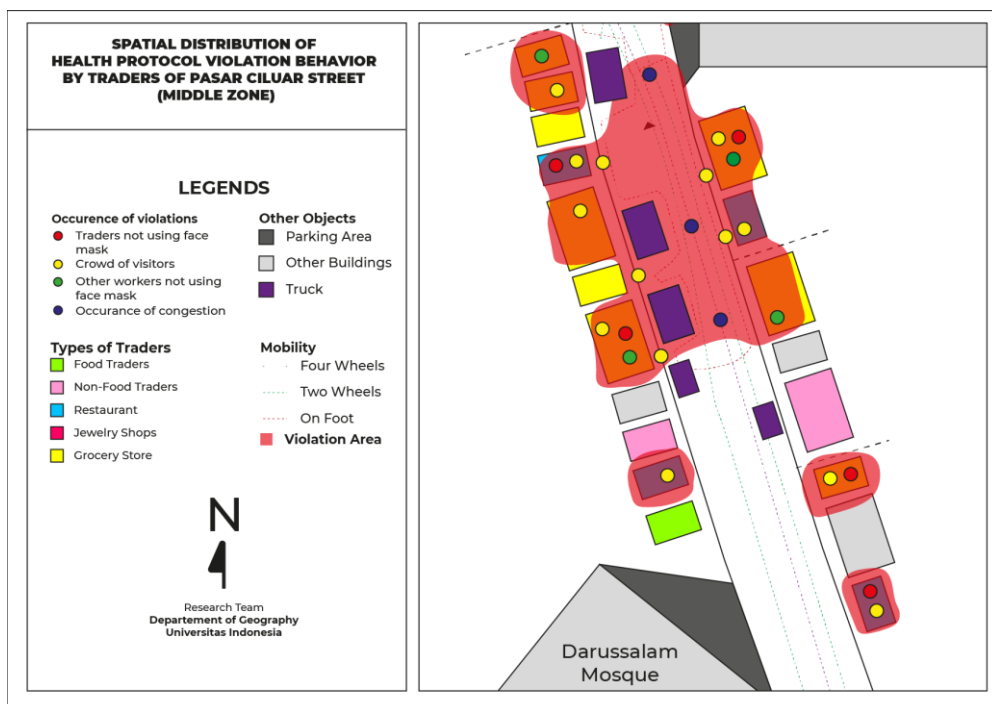 SPATIAL DISTRIBUTION OF
HEALTH PROTOCOL VIOLATION BEHAVIOR
BY TRADERS OF PASAR CILUAR STREET
(MIDDLE ZONE)
LEGENDS
Occurence of violations
Traders not using face
mask
Crowd of visitors
Other workers not using
face mask
Occurance of congestion
Other Objects
Parking Area
Other Buildings
Truck
Types of Traders
Food Traders
Non-Food Traders
Restaurant
Jewelry Shops
Grocery Store
Mobility
Four Wheels
Two Wheels
On Foot
Violation Area
N
Research Team
Departement of Geography
Universitas Indonesia
Darussalam
Mosque